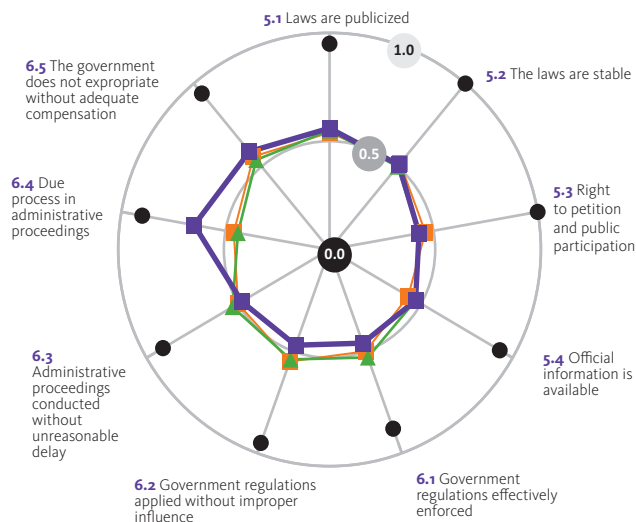 5.1 Laws are publicized
1.0
5.2 The laws are stable
6.5 The government
does not expropriate
without adequate
compensation
0.5
6.4 Due
process in
administrative
proceedings
5.3 Right
to petition
and public
participation
0.0
5.4 Official
information is
available
6.3
Administrative
proceedings
conducted
without
unreasonable
delay
6.2 Government regulations
applied without improper
influence
6.1 Government
regulations effectively
enforced